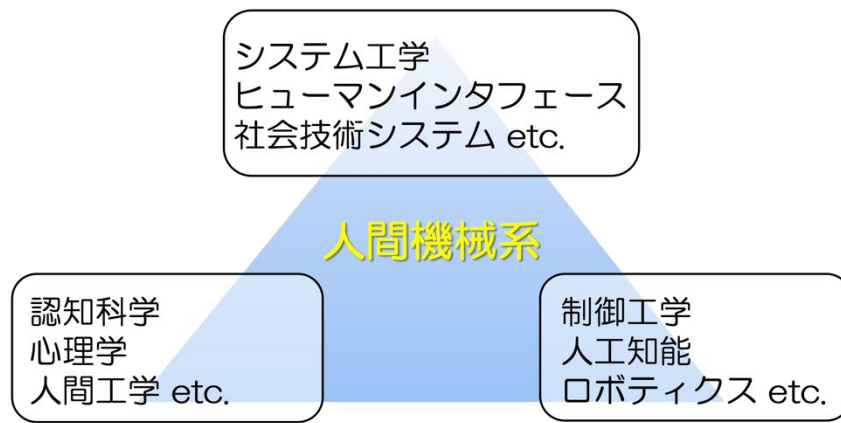 システム工学
ヒューマンインタフェース
社会技術システム etc.
人間機械系
認知科学
心理学
人間工学 etc.
制御工学
人工知能
ロボティクス etc.